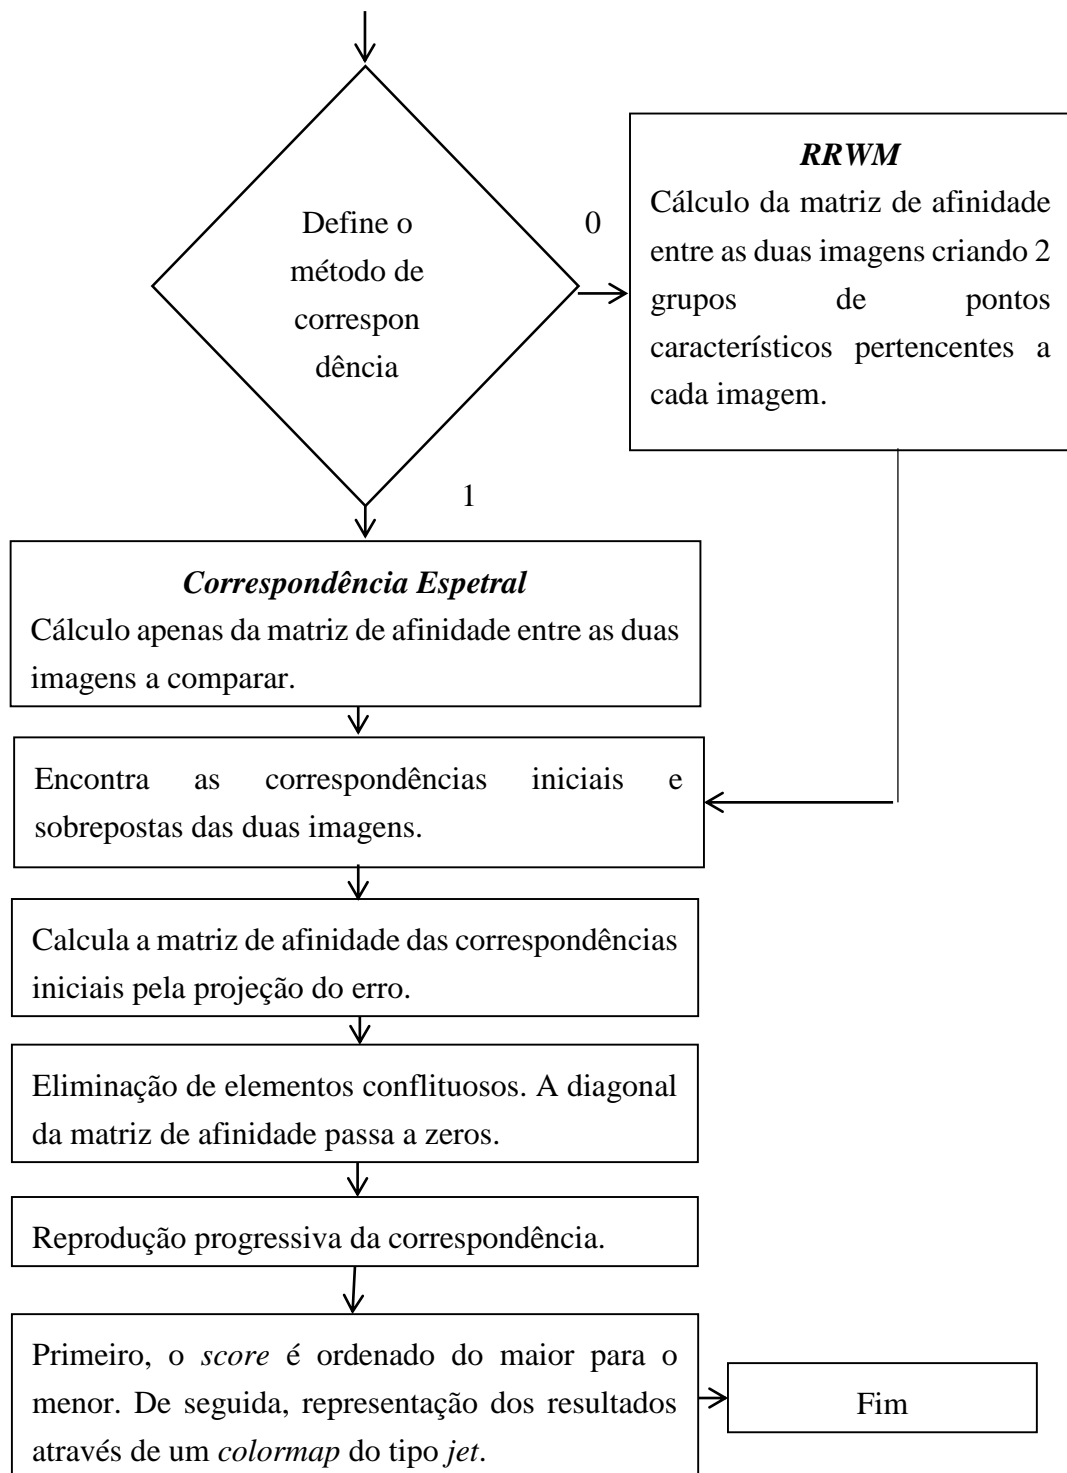 Define o
método de
correspon
dência
0
RRWM
Cálculo da matriz de afinidade
entre as duas imagens criando 2
grupos de pontos
característicos pertencentes a
cada imagem.
1
Correspondência Espetral
Cálculo apenas da matriz de afinidade entre as duas
imagens a comparar.
Encontra as correspondências iniciais e
sobrepostas das duas imagens.
Calcula a matriz de afinidade das correspondências
iniciais pela projeção do erro.
Eliminação de elementos conflituosos. A diagonal
da matriz de afinidade passa a zeros.
Reprodução progressiva da correspondência.
Primeiro, o score é ordenado do maior para o
menor. De seguida, representação dos resultados
através de um colormap do tipo jet.
Fim